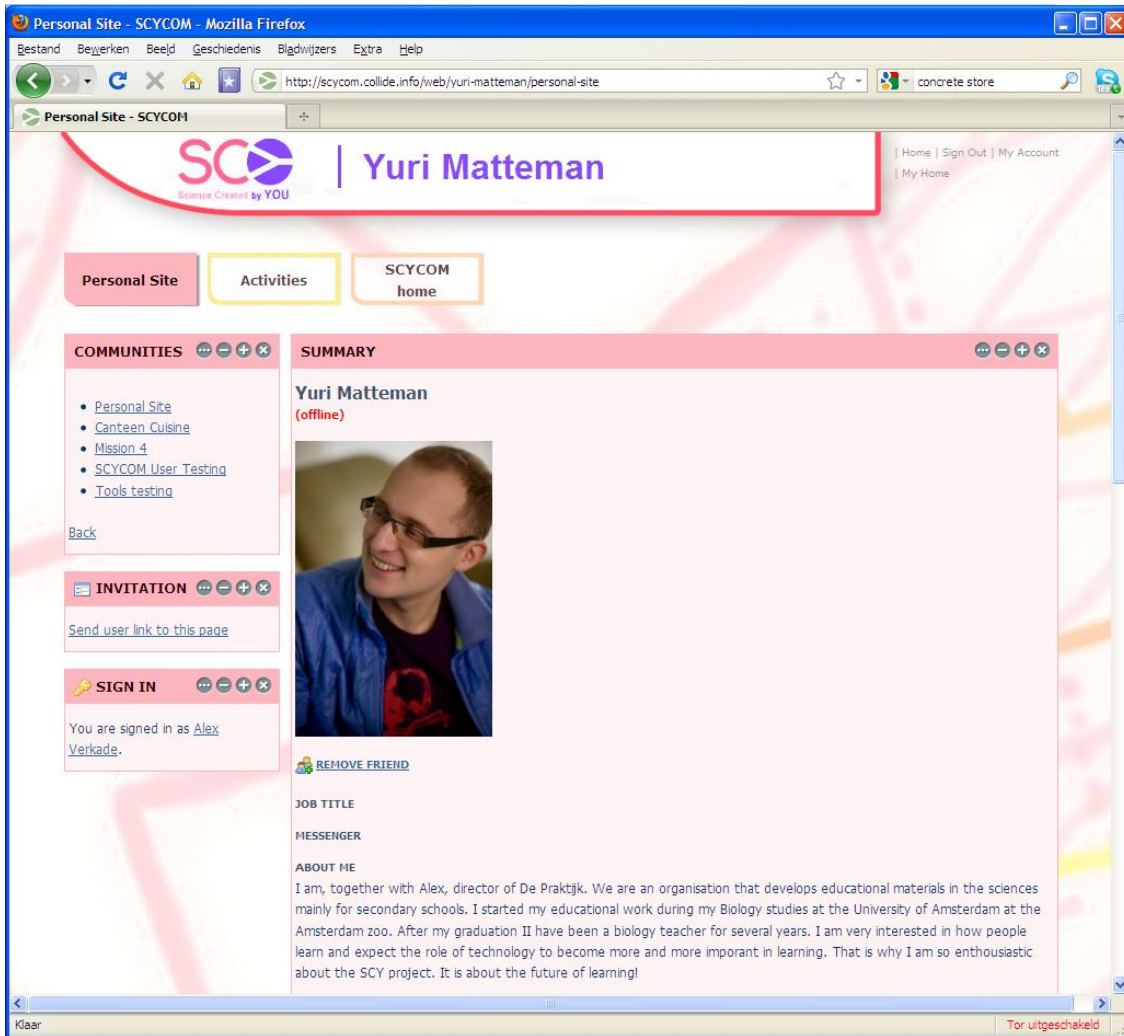 Personal Site - SCYCOM - Mozilla Firefox
Bestand Bewerken Beeld Geschiedenis Bladwijzers Extra Help
http://scycom.collide.info/web/yuri-matteman/personal-site
concrete store
Personal Site - SCYCOM
SC
Science Created by YOU
| Yuri Matteman
| Home | Sign Out | My Account
| My Home
Personal Site
Activities
SCYCOM
home
COMMUNITIES
• Personal Site
• Canteen Cuisine
• Mission 4
• SCYCOM User Testing
• Tools testing
Back
INVITATION
Send user link to this page
SIGN IN
You are signed in as Alex
Verkade.
SUMMARY
Yuri Matteman
(offline)
REMOVE FRIEND
JOB TITLE
MESSENGER
ABOUT ME
I am, together with Alex, director of De Praktijk. We are an organisation that develops educational materials in the sciences
mainly for secondary schools. I started my educational work during my Biology studies at the University of Amsterdam at the
Amsterdam zoo. After my graduation II have been a biology teacher for several years. I am very interested in how people
learn and expect the role of technology to become more and more imporant in learning. That is why I am so enthousiastic
about the SCY project. It is about the future of learning!
Klaar
Tor uitgeschakeld